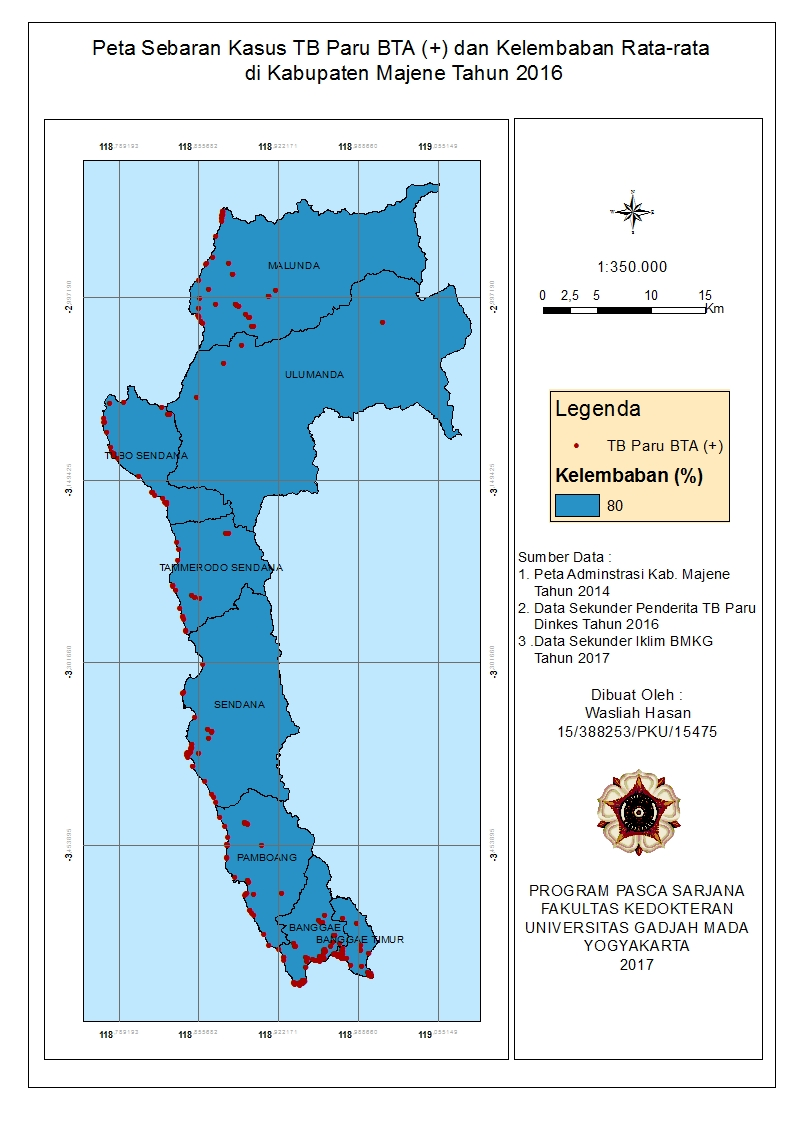 Peta Sebaran Kasus TB Paru BTA (+) dan Kelembaban Rata-rata
di Kabupaten Majene Tahun 2016
MALUNDA
ULUMANDA
TUBO SENDANA
TAMMERODO SENDANA
SENDANA
PAMBOANG
BANGGAE
BANGGAE TIMUR
1:350.000
0 2,5 5 10 15
Km
Legenda
TB Paru BTA (+)
Kelembaban (%)
80
Sumber Data :
1. Peta Adminstrasi Kab. Majene
Tahun 2014
2. Data Sekunder Penderita TB Paru
Dinkes Tahun 2016
3 .Data Sekunder Iklim BMKG
Tahun 2017
Dibuat Oleh :
Wasliah Hasan
15/388253/PKU/15475
PROGRAM PASCA SARJANA
FAKULTAS KEDOKTERAN
UNIVERSITAS GADJAH MADA
YOGYAKARTA
2017